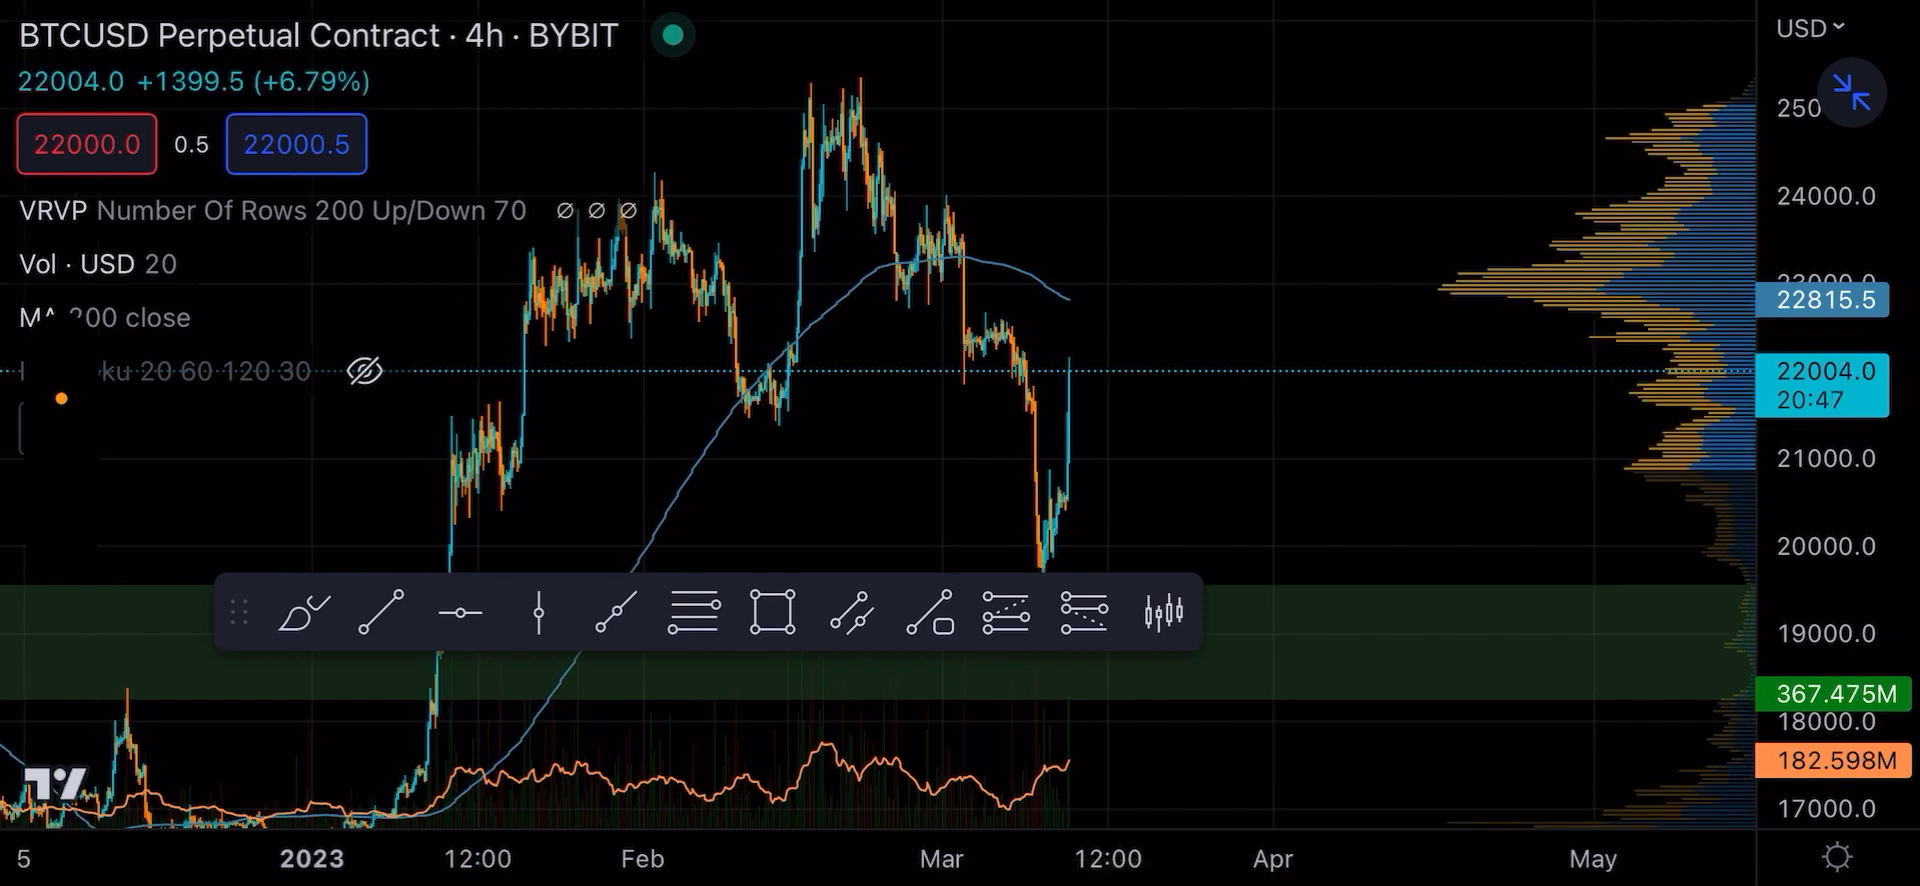 BTCUSD Perpetual Contract · 4h · BYBIT
22004.0 +1399.5 (+6.79%)
22000.0 0.5 22000.5
VRVP Number Of Rows 200 Up/Down 70 ∅ ∅ ∅
Vol · USD 20
200 close
ku 20 60 120 30
USD
24000.0
22815.5
22004.0
20:47
21000.0
20000.0
19000.0
367.475M
18000.0
182.598M
17000.0
5 2023 12:00 Feb Mar 12:00 Apr May